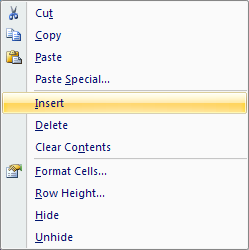 Cut
Copy
Paste
Paste Special...
Insert
Delete
Clear Contents
Format Cells...
Row Height...
Hide
Unhide